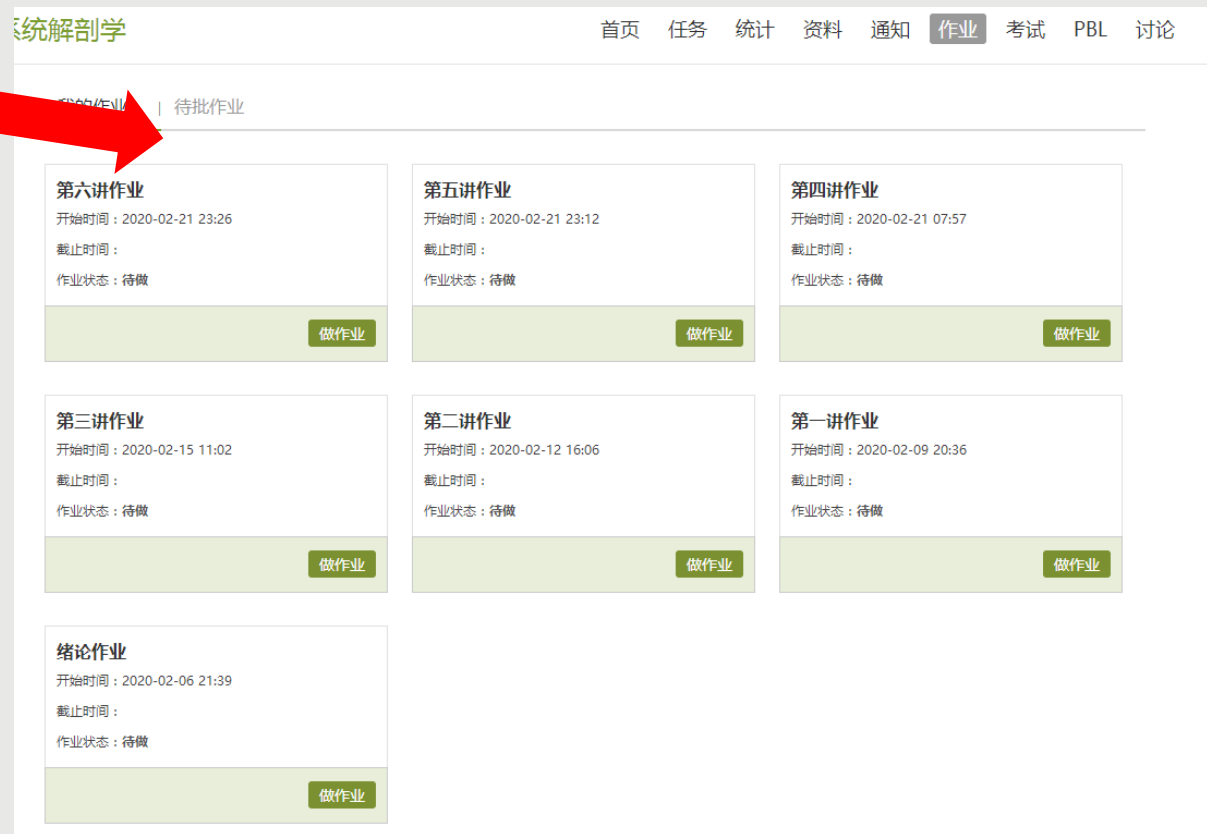 系统解剖学
首页 任务 统计 资料 通知 作业 考试 PBL 讨论
我的作业 | 待批作业
第六讲作业
开始时间：2020-02-21 23:26
截止时间：
作业状态：待做
做作业
第五讲作业
开始时间：2020-02-21 23:12
截止时间：
作业状态：待做
做作业
第四讲作业
开始时间：2020-02-21 07:57
截止时间：
作业状态：待做
做作业
第三讲作业
开始时间：2020-02-15 11:02
截止时间：
作业状态：待做
做作业
第二讲作业
开始时间：2020-02-12 16:06
截止时间：
作业状态：待做
做作业
第一讲作业
开始时间：2020-02-09 20:36
截止时间：
作业状态：待做
做作业
绪论作业
开始时间：2020-02-06 21:39
截止时间：
作业状态：待做
做作业